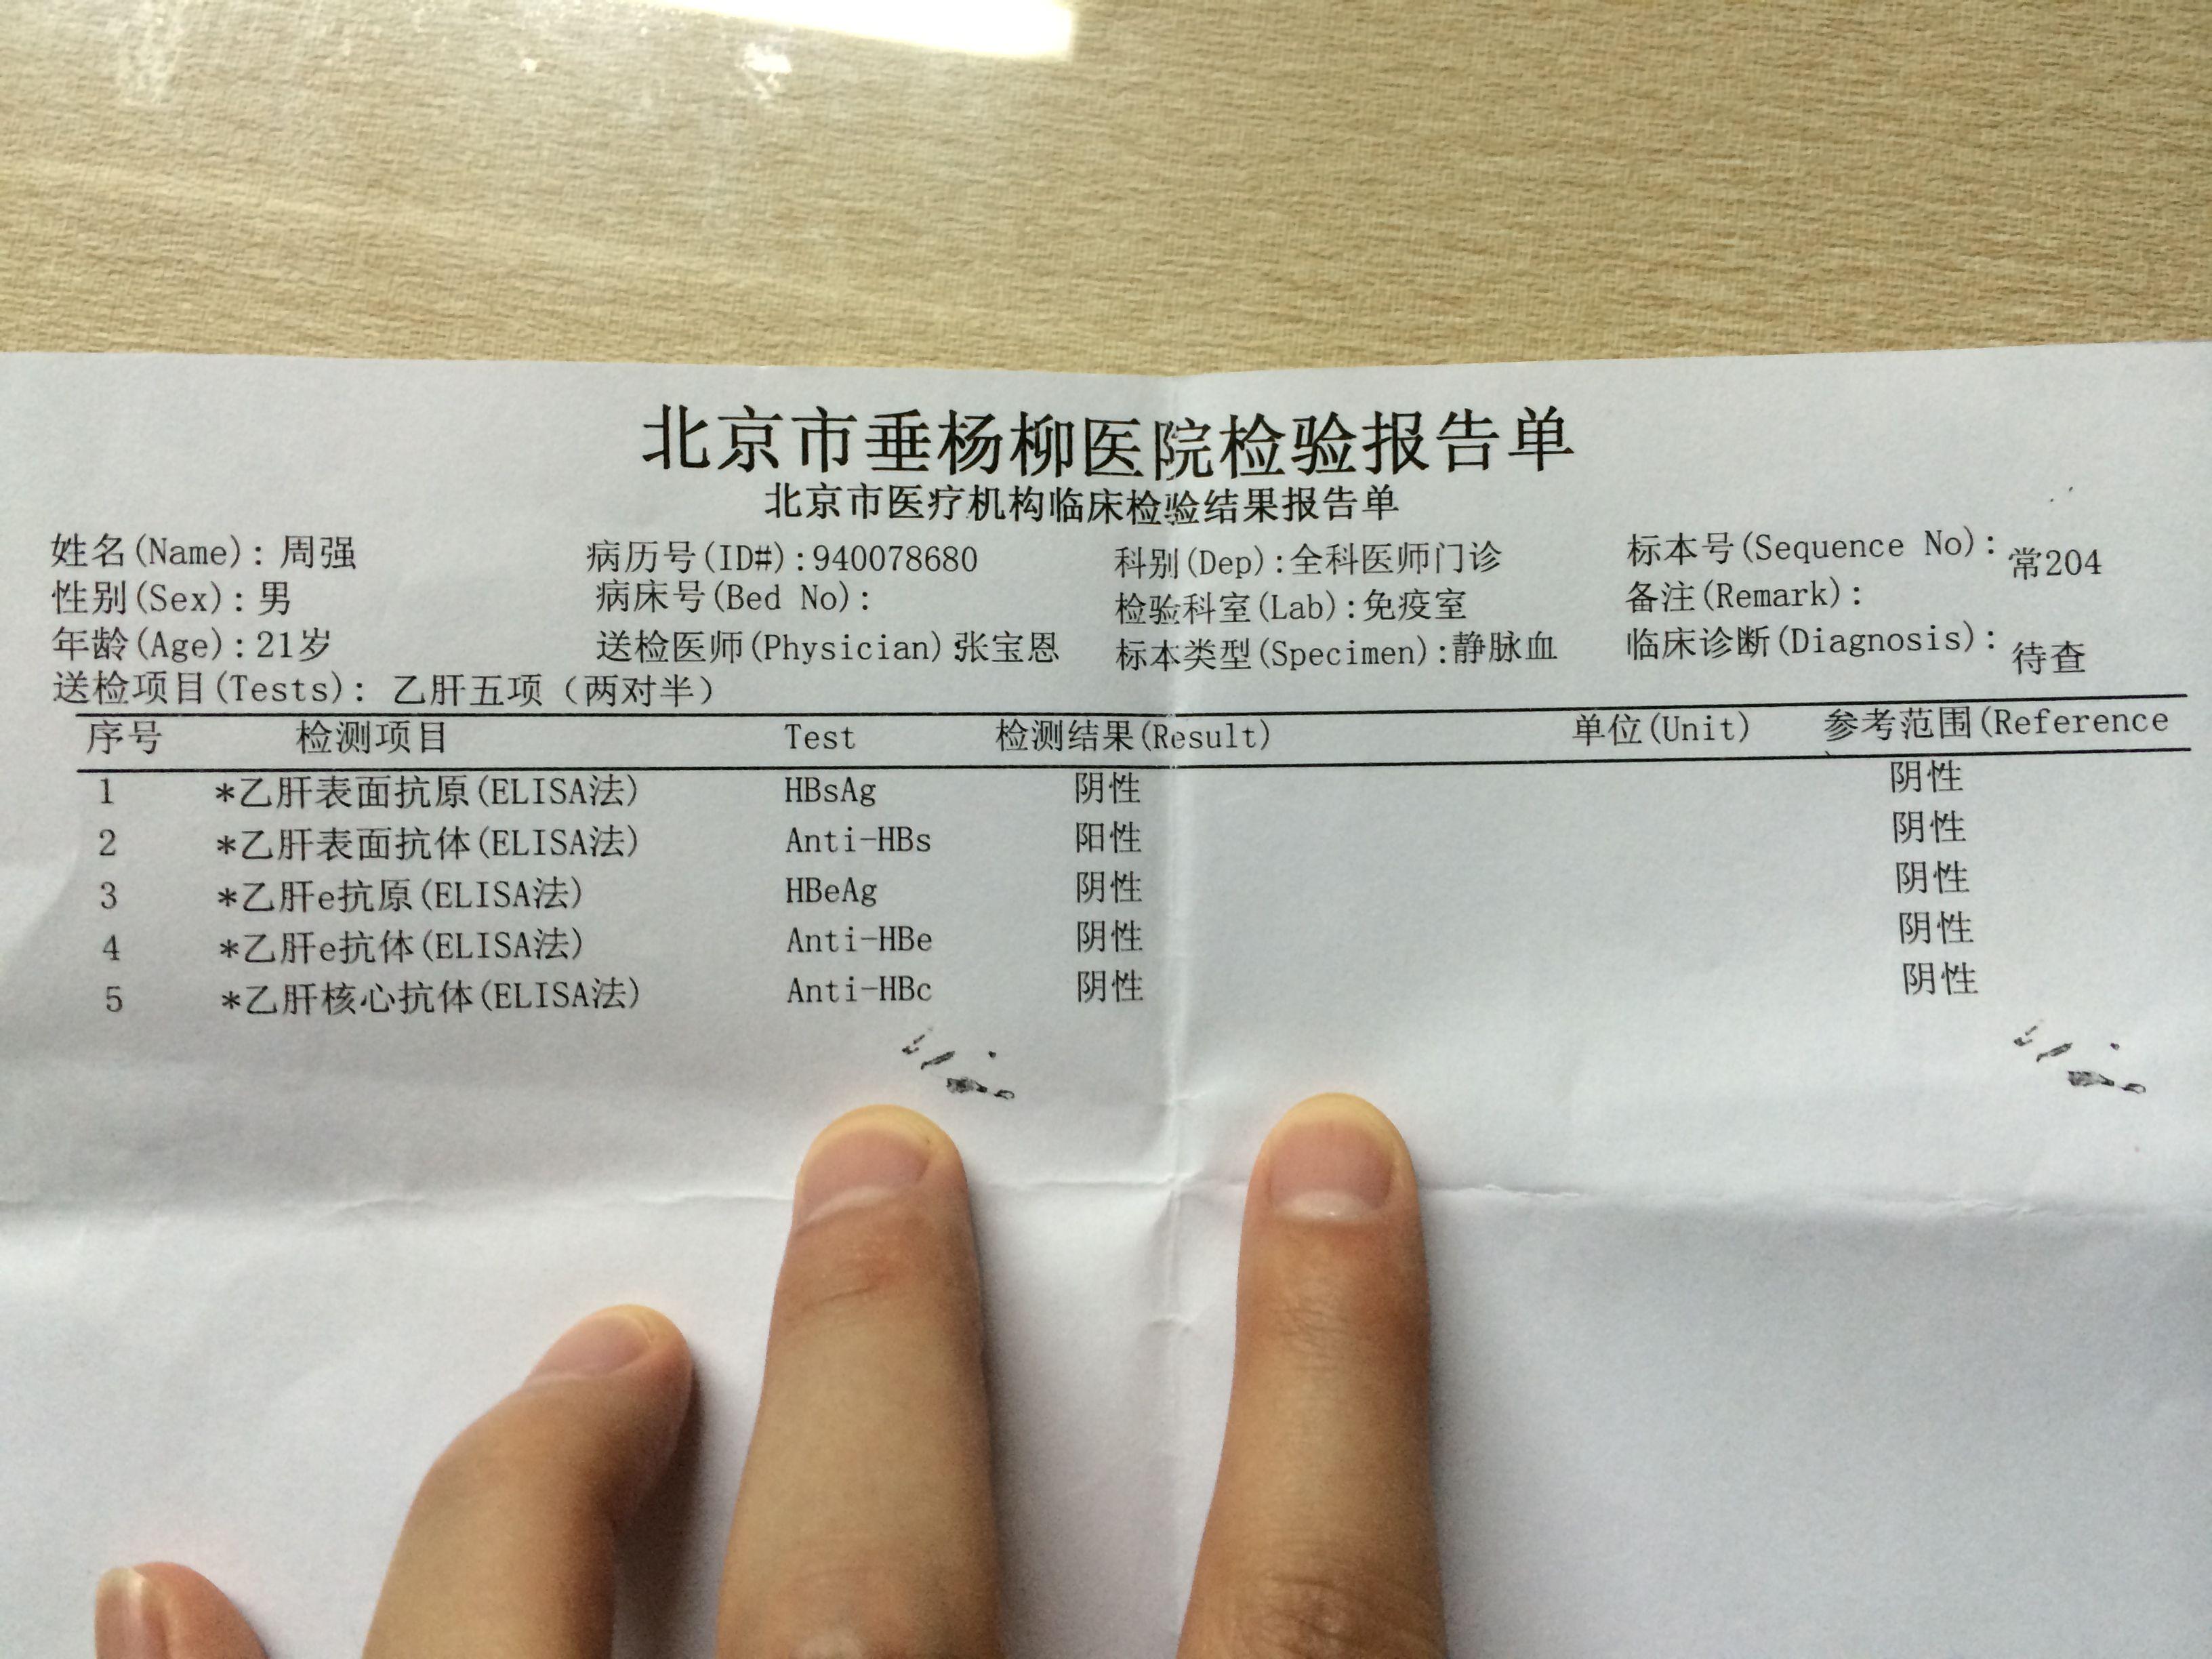 北京市垂杨柳医院检验报告单
北京市医疗机构临床检验结果报告单
姓名(Name): 周强 病历号(ID#):940078680 科别(Dep):全科医师门诊 标本号(Sequence No): 常204
性别(Sex): 男 病床号(Bed No): 检验科室(Lab):免疫室 备注(Remark):
年龄(Age): 21岁 送检医师(Physician):张宝恩 标本类型(Specimen):静脉血 临床诊断(Diagnosis): 待查
送检项目(Tests): 乙肝五项（两对半）
序号 检测项目 Test 检测结果(Result) 单位(Unit) 参考范围(Reference
1 *乙肝表面抗原(ELISA法) HBsAg 阴性 阴性
2 *乙肝表面抗体(ELISA法) Anti-HBs 阳性 阴性
3 *乙肝e抗原(ELISA法) HBeAg 阴性 阴性
4 *乙肝e抗体(ELISA法) Anti-HBe 阴性 阴性
5 *乙肝核心抗体(ELISA法) Anti-HBc 阴性 阴性